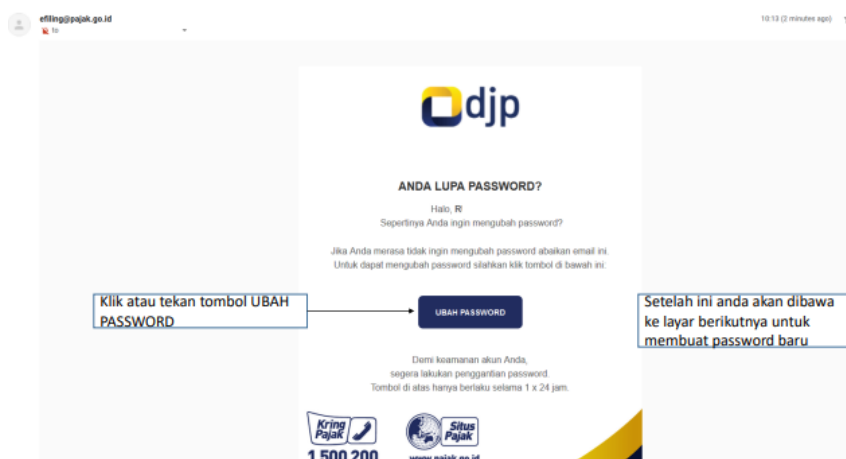 efiling@pajak.go.id
to
10:13 (2 minutes ago)
djp
ANDA LUPA PASSWORD?
Halo, R
Sepertinya Anda ingin mengubah password?
Jika Anda merasa tidak ingin mengubah password abaikan email ini.
Untuk dapat mengubah password silahkan klik tombol di bawah ini:
Klik atau tekan tombol UBAH
PASSWORD
UBAH PASSWORD
Setelah ini anda akan dibawa
ke layar berikutnya untuk
membuat password baru
Demi keamanan akun Anda,
segera lakukan penggantian password.
Tombol di atas hanya berlaku selama 1 x 24 jam.
Kring
Pajak
1 500 200
Situs
Pajak
www.pajak.go.id